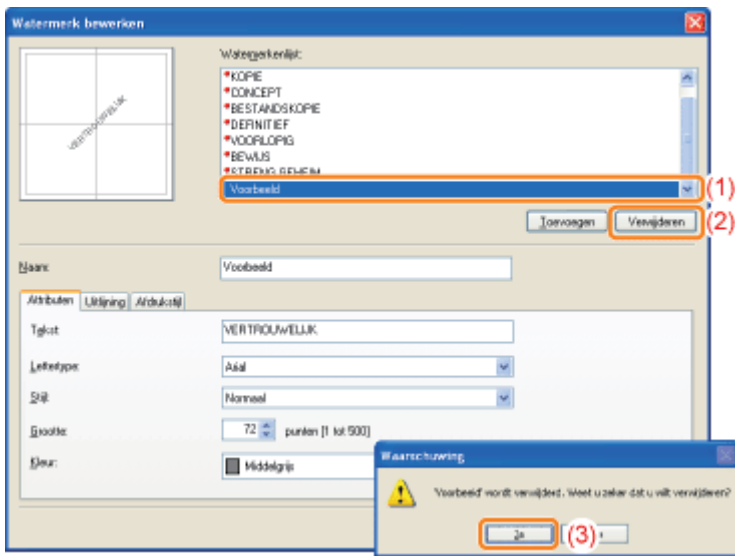 Watermerk bewerken
VERTROUWELIJK
Watermerkenlijst:
*KOPIE
*CONCEPT
*BESTANDSKOPIE
*DEFINITIEF
*VOORLOPIG
*BEWIJS
*STRENG GEHEIM
Voorbeeld
(1)
Toevoegen Verwijderen (2)
Naam: Voorbeeld
Attributen Uitlijning Afdrukstijl
Tekst: VERTROUWELIJK
Lettertype: Arial
Stijl: Normaal
Grootte: 72 punten [1 tot 500]
Kleur: Middelgrijs
Waarschuwing
'Voorbeeld' wordt verwijderd. Weet u zeker dat u wilt verwijderen?
Ja (3)